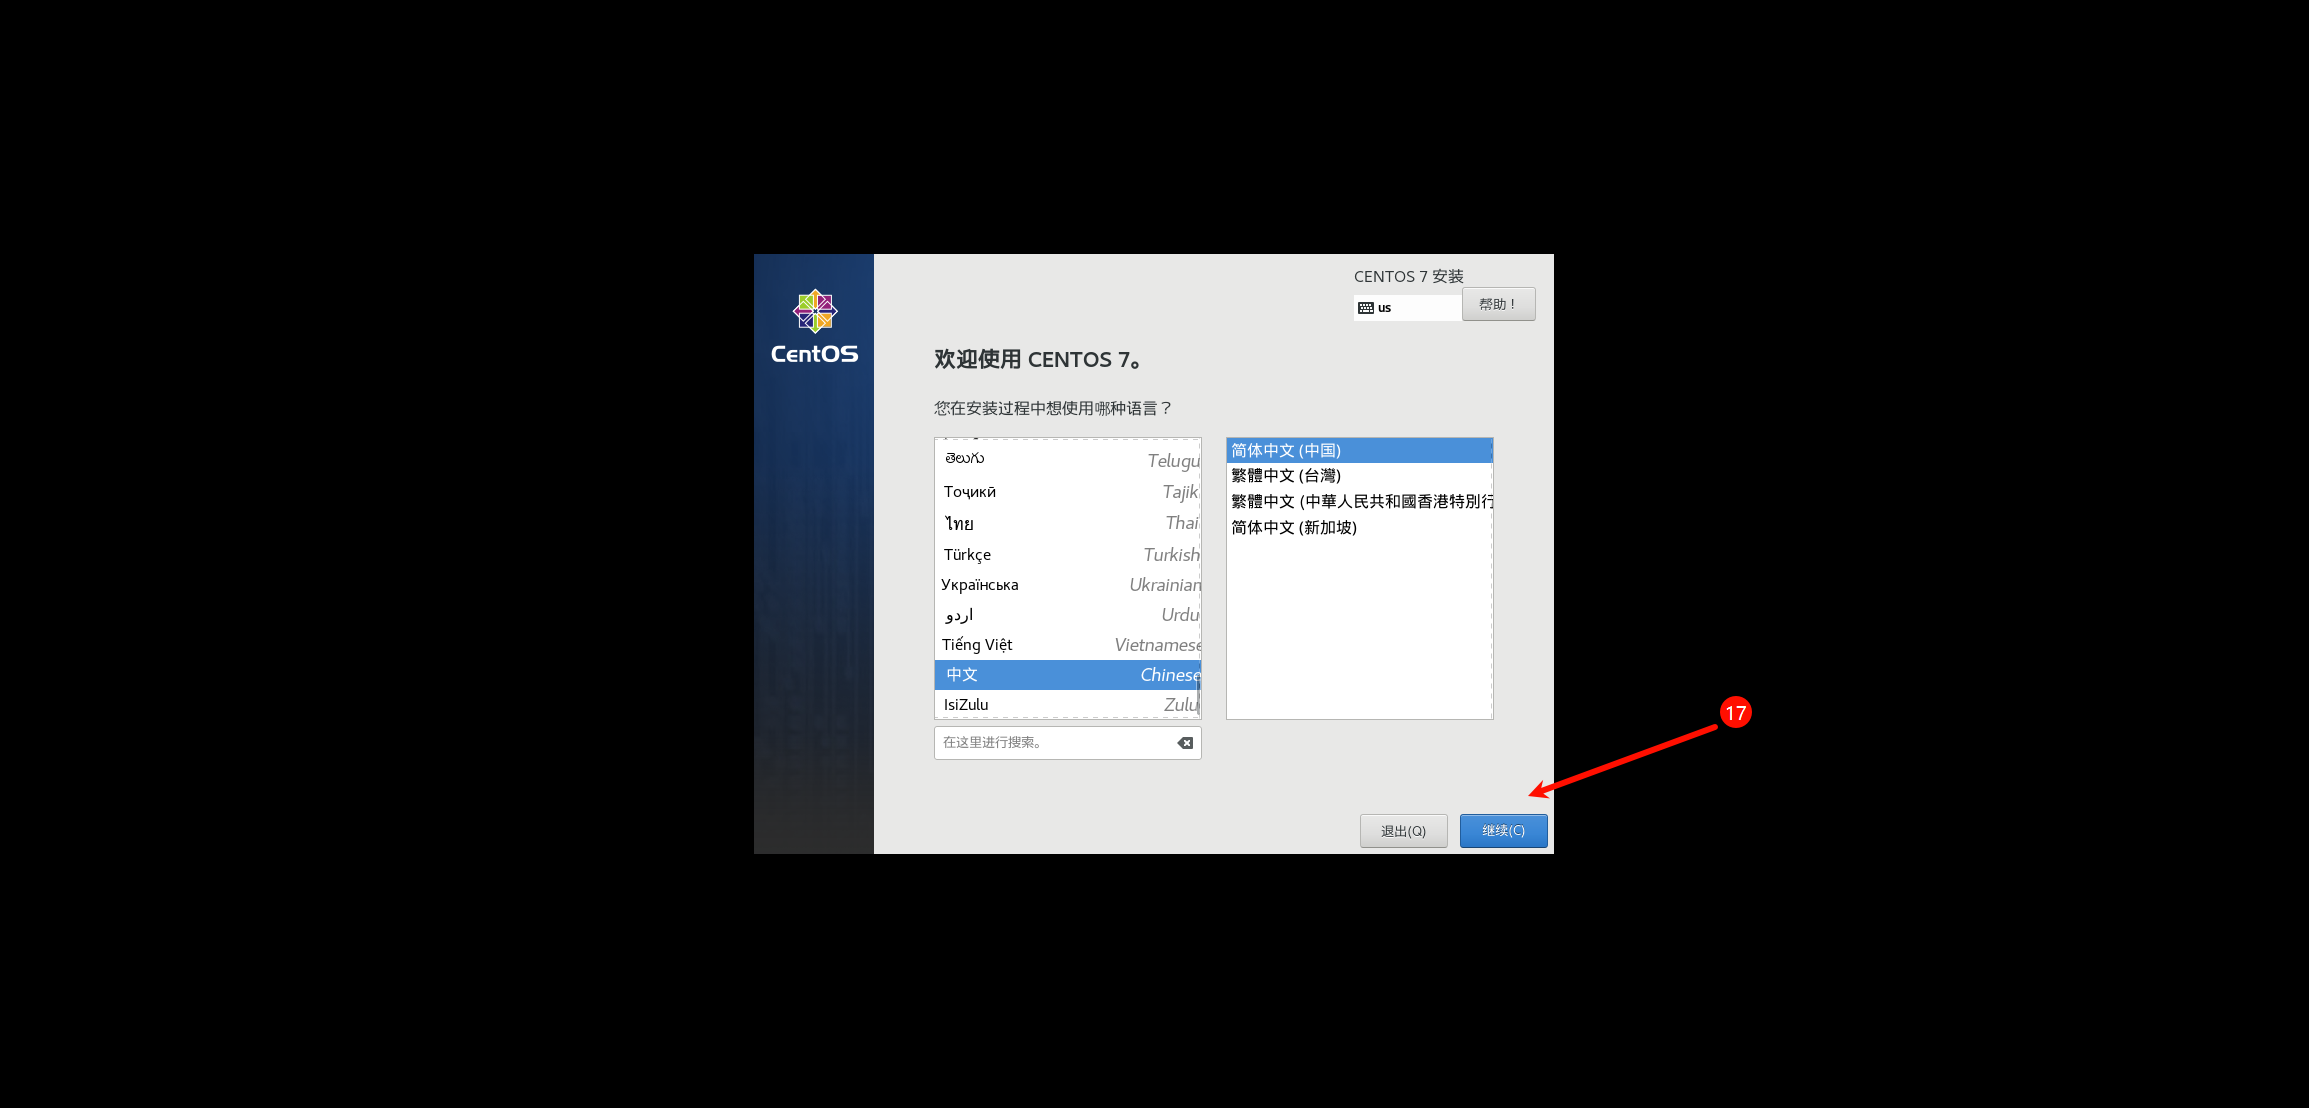 CentOS
CENTOS 7 安装
us
帮助！
欢迎使用 CENTOS 7。
您在安装过程中想使用哪种语言？
తెలుగు Telugu
Тоҷикӣ Tajik
ไทย Thai
Türkçe Turkish
Українська Ukrainian
اردو Urdu
Tiếng Việt Vietnamese
中文 Chinese
IsiZulu Zulu
在这里进行搜索。
简体中文 (中国)
繁體中文 (台灣)
繁體中文 (中華人民共和國香港特別行
简体中文 (新加坡)
17
退出(Q)
继续(C)